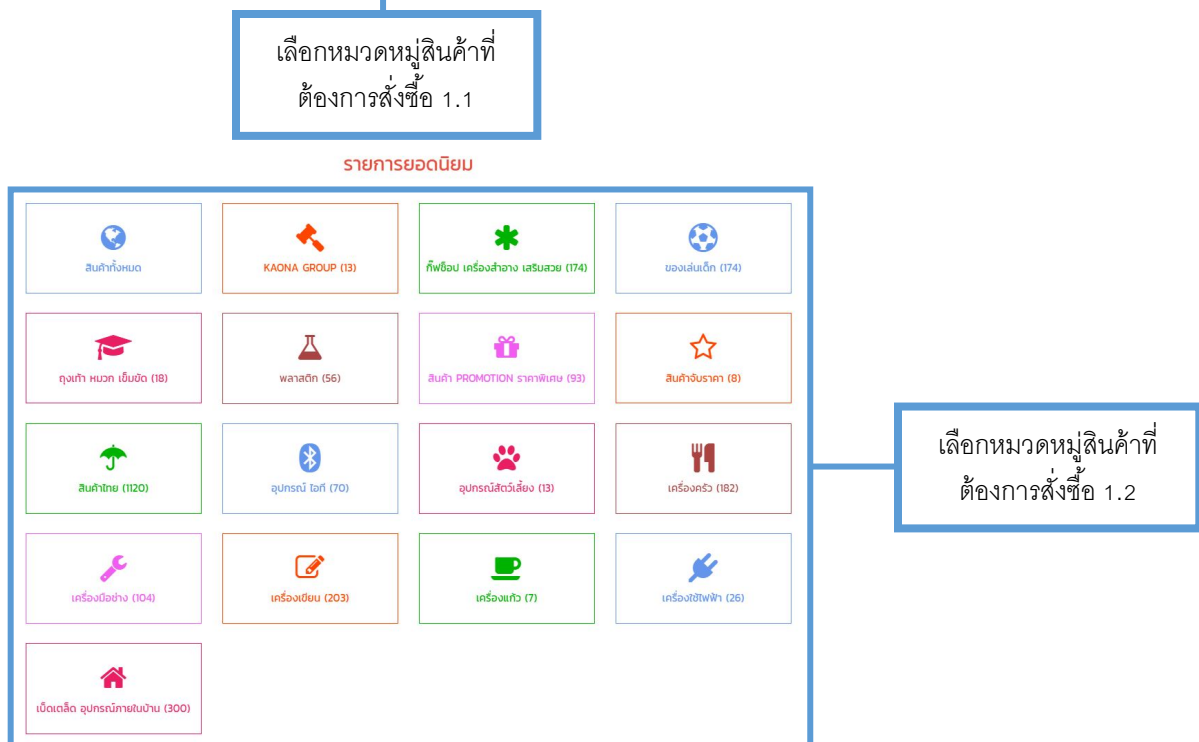 เลือกหมวดหมู่สินค้าที่
ต้องการสั่งซื้อ 1.1
รายการยอดนิยม
สินค้าทั้งหมด
KAONA GROUP (13)
กิ๊ฟช็อป เครื่องสำอาง เสริมสวย (174)
ของเล่นเด็ก (174)
ถุงเท้า หมวก เข็มขัด (18)
พลาสติก (56)
สินค้า PROMOTION ราคาพิเศษ (93)
สินค้าจับราคา (8)
สินค้าไทย (1120)
อุปกรณ์ ไอที (70)
อุปกรณ์สัตว์เลี้ยง (13)
เครื่องครัว (182)
เลือกหมวดหมู่สินค้าที่
ต้องการสั่งซื้อ 1.2
เครื่องมือช่าง (104)
เครื่องเขียน (203)
เครื่องแก้ว (7)
เครื่องใช้ไฟฟ้า (26)
เบ็ดเตล็ด อุปกรณ์ภายในบ้าน (300)